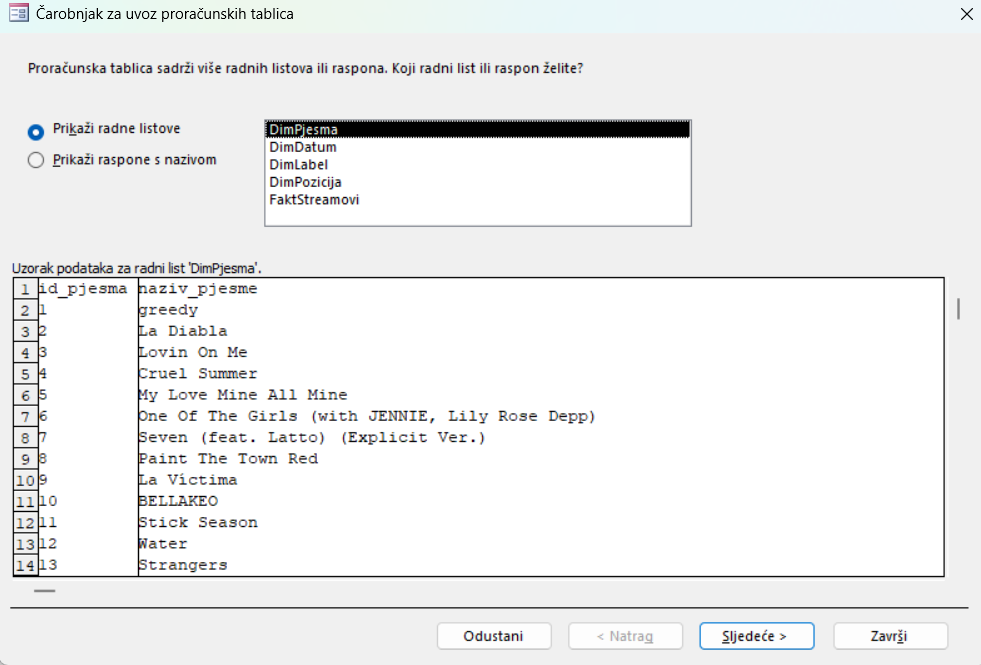 Čarobnjak za uvoz proračunskih tablica
Proračunska tablica sadrži više radnih listova ili raspona. Koji radni list ili raspon želite?
Prikaži radne listove
Prikaži raspone s nazivom
DimPjesma
DimDatum
DimLabel
DimPozicija
FaktStreamovi
Uzorak podataka za radni list 'DimPjesma'.
1 id_pjesma naziv_pjesme
2 1 greedy
3 2 La Diabla
4 3 Lovin On Me
5 4 Cruel Summer
6 5 My Love Mine All Mine
7 6 One Of The Girls (with JENNIE, Lily Rose Depp)
8 7 Seven (feat. Latto) (Explicit Ver.)
9 8 Paint The Town Red
10 9 La Víctima
11 10 BELLAKEO
12 11 Stick Season
13 12 Water
14 13 Strangers
Odustani < Natrag Sljedeće > Završi